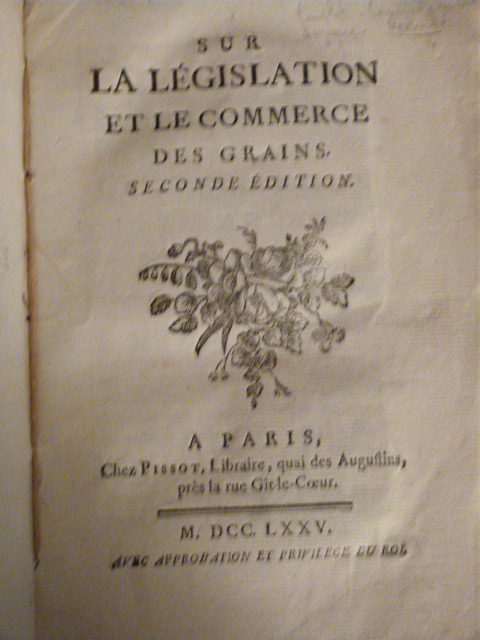 SUR
LA LÉGISLATION
ET LE COMMERCE
DES GRAINS.
SECONDE ÉDITION.
A PARIS,
Chez PISSOT, Libraire, quai des Augustins,
près la rue Gît-le-Cœur.
M. DCC. LXXV.
AVEC APPROBATION ET PRIVILEGE DU ROI.